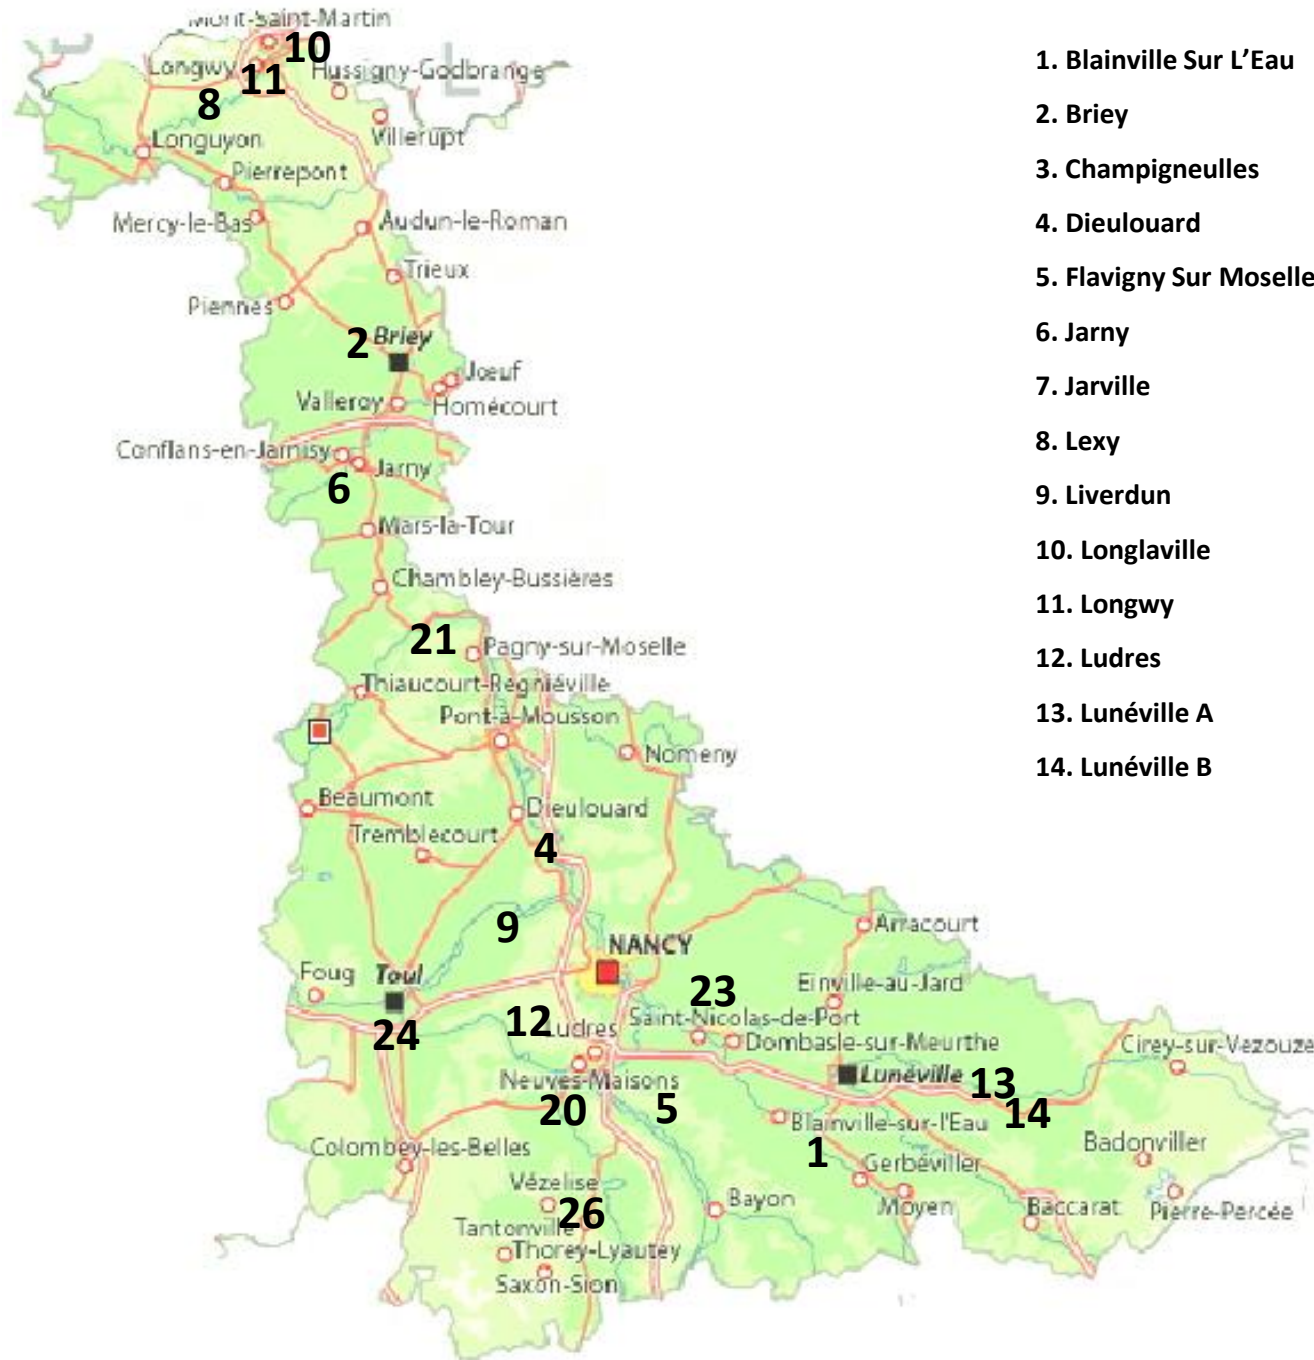 Mont-Saint-Martin
10
Longwy
11
Hussigny-Godbrange
8
Villerupt
Longuyon
Pierrepont
Mercy-le-Bas
Audun-le-Roman
Trieux
Piennes
2
Briey
Jœuf
Valleroy
Homécourt
Conflans-en-Jarnisy
Jarny
6
Mars-la-Tour
Chambley-Bussières
21
Pagny-sur-Moselle
Thiaucourt-Regniéville
Pont-à-Mousson
Nomeny
Beaumont
Dieulouard
Tremblecourt
4
9
Arracourt
NANCY
Foug
Toul
23
Einville-au-Jard
24
12
Ludres
Saint-Nicolas-de-Port
Dombasle-sur-Meurthe
Cirey-sur-Vezouze
Neuves-Maisons
Lunéville
13
20
5
14
Blainville-sur-l'Eau
1
Badonviller
Colombey-les-Belles
Gerbéviller
Vézelise
Bayon
Moyen
Baccarat
Pierre-Percée
26
Tantonville
Thorey-Lyautey
Saxon-Sion
1. Blainville Sur L’Eau
2. Briey
3. Champigneulles
4. Dieulouard
5. Flavigny Sur Moselle
6. Jarny
7. Jarville
8. Lexy
9. Liverdun
10. Longlaville
11. Longwy
12. Ludres
13. Lunéville A
14. Lunéville B